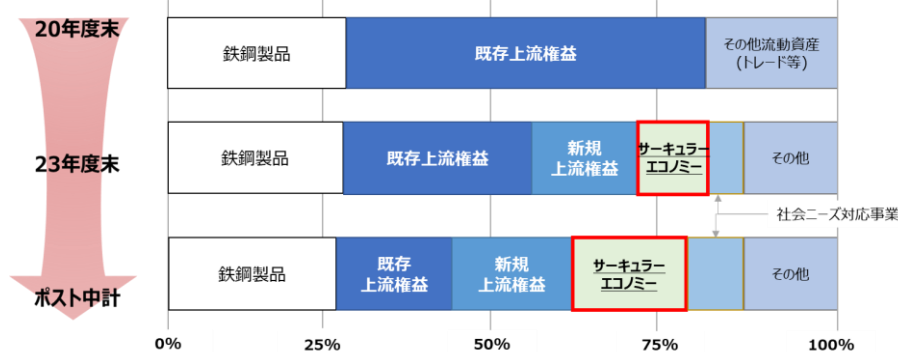 20年度末
鉄鋼製品
既存上流権益
その他流動資産
(トレード等)
23年度末
鉄鋼製品
既存上流権益
新規
上流権益
サーキュラー
エコノミー
その他
社会ニーズ対応事業
ポスト中計
鉄鋼製品
既存
上流権益
新規
上流権益
サーキュラー
エコノミー
その他
0%
25%
50%
75%
100%